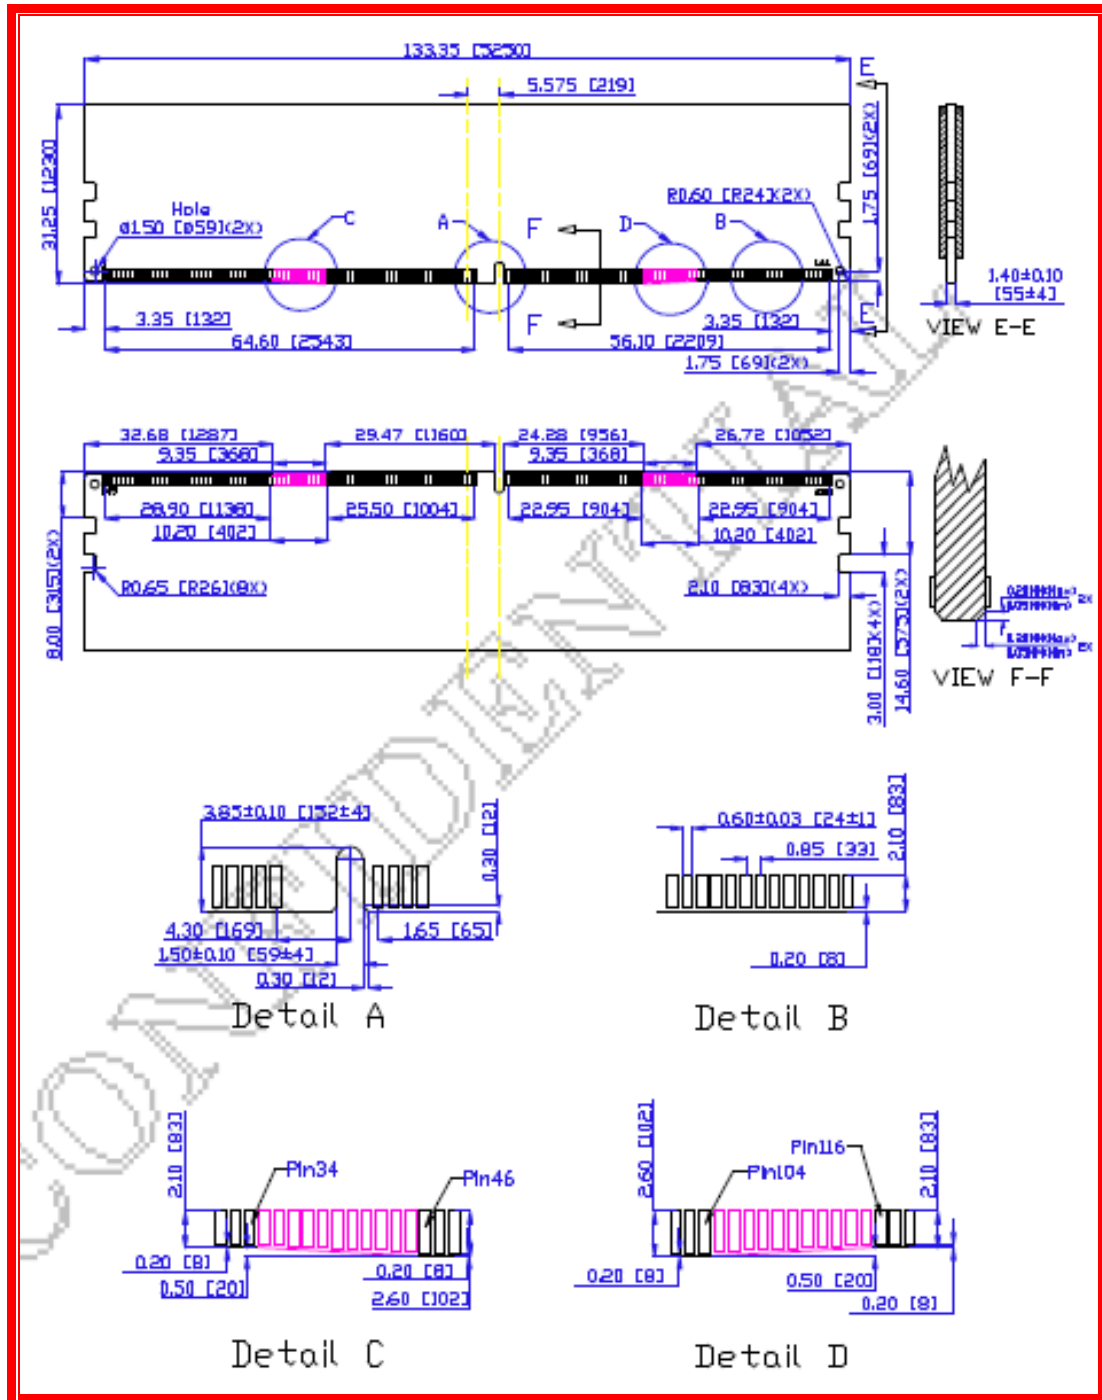 133.35 [5250]
5.575 [219]
E
31.25 [1230]
1.75 [69](2X)
R0.60 [R24](2X)
Hole
ø1.50 [ø59](2X)
C
A
F
D
B
1.40±0.10
[55±4]
3.35 [132]
F
3.35 [132]
E
VIEW E-E
64.60 [2543]
56.10 [2209]
1.75 [69](2X)
32.68 [1287]
29.47 [1160]
24.28 [956]
26.72 [1052]
9.35 [368]
9.35 [368]
28.90 [1138]
25.50 [1004]
22.95 [904]
22.95 [904]
10.20 [402]
10.20 [402]
8.00 [315](2X)
R0.65 [R26](8X)
2.10 [83](4X)
3.00 [118](4X)
14.60 [575](2X)
2X
2X
VIEW F-F
3.85±0.10 [152±4]
0.30 [12]
0.60±0.03 [24±1]
2.10 [83]
0.85 [33]
4.30 [169]
1.65 [65]
1.50±0.10 [59±4]
0.30 [12]
0.20 [8]
Detail A
Detail B
2.10 [83]
Pin34
Pin46
2.60 [102]
Pin116
Pin104
2.10 [83]
0.20 [8]
0.50 [20]
0.20 [8]
2.60 [102]
0.20 [8]
0.50 [20]
0.20 [8]
Detail C
Detail D
CONFIDENTIAL